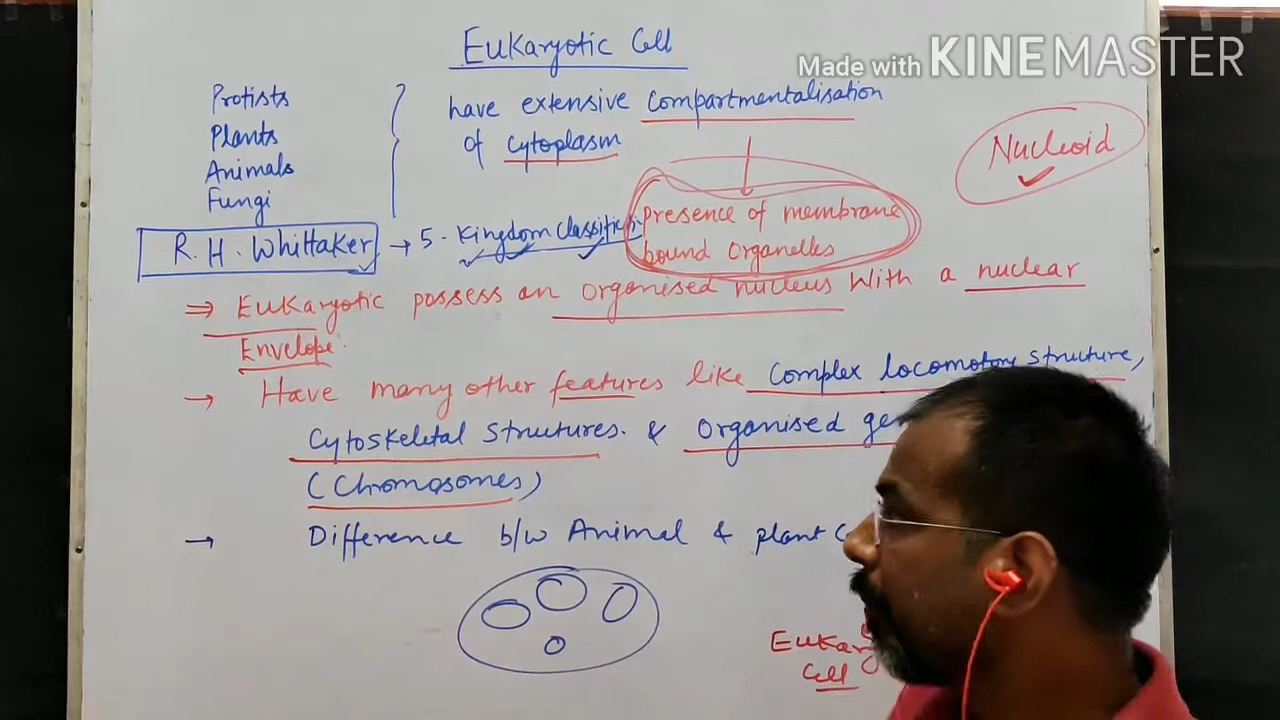 Eukaryotic Cell
Made with KINEMASTER
Protists
Plants
Animals
Fungi
have extensive compartmentalisation
of cytoplasm
Nucleoid
presence of membrane
bound organelles
R. H. Whittaker → 5-Kingdom
⇒ Eukaryotic possess an organised nucleus with a nuclear
Envelope.
→ Have many other features like complex locomotory structure,
Cytoskeletal structures. & organised
(Chromosomes)
→ Difference b/w Animal & plant
Cell